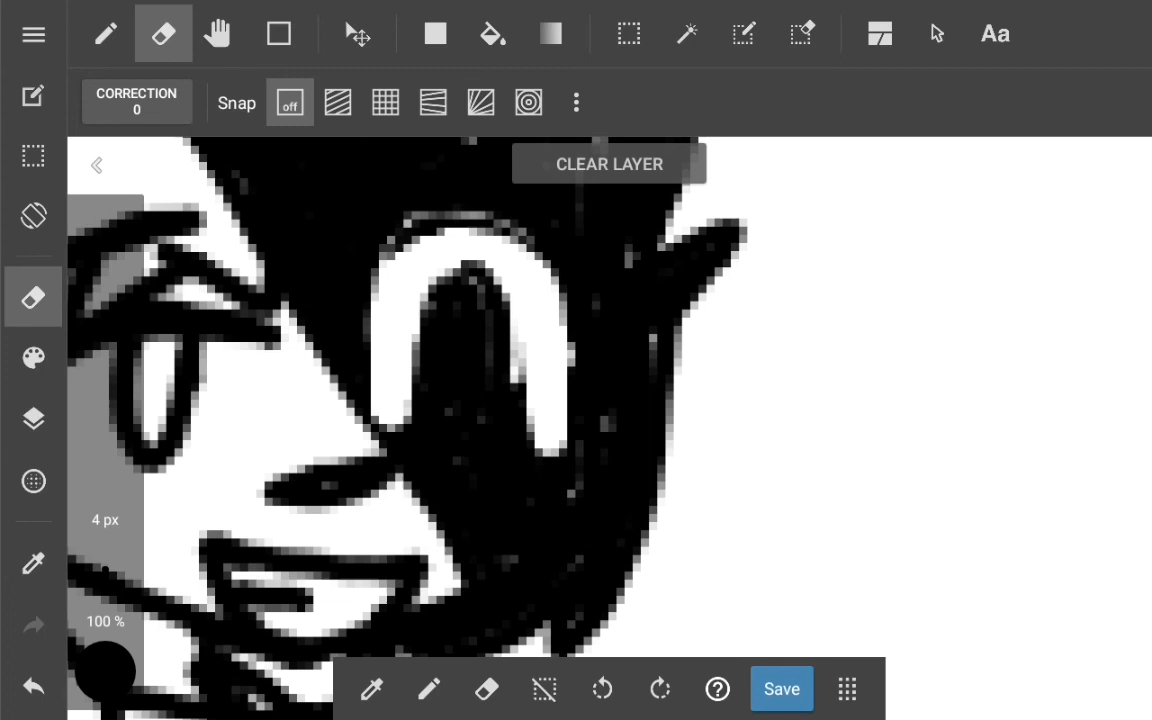 Aa
CORRECTION
0
Snap
off
CLEAR LAYER
4 px
100 %
Save